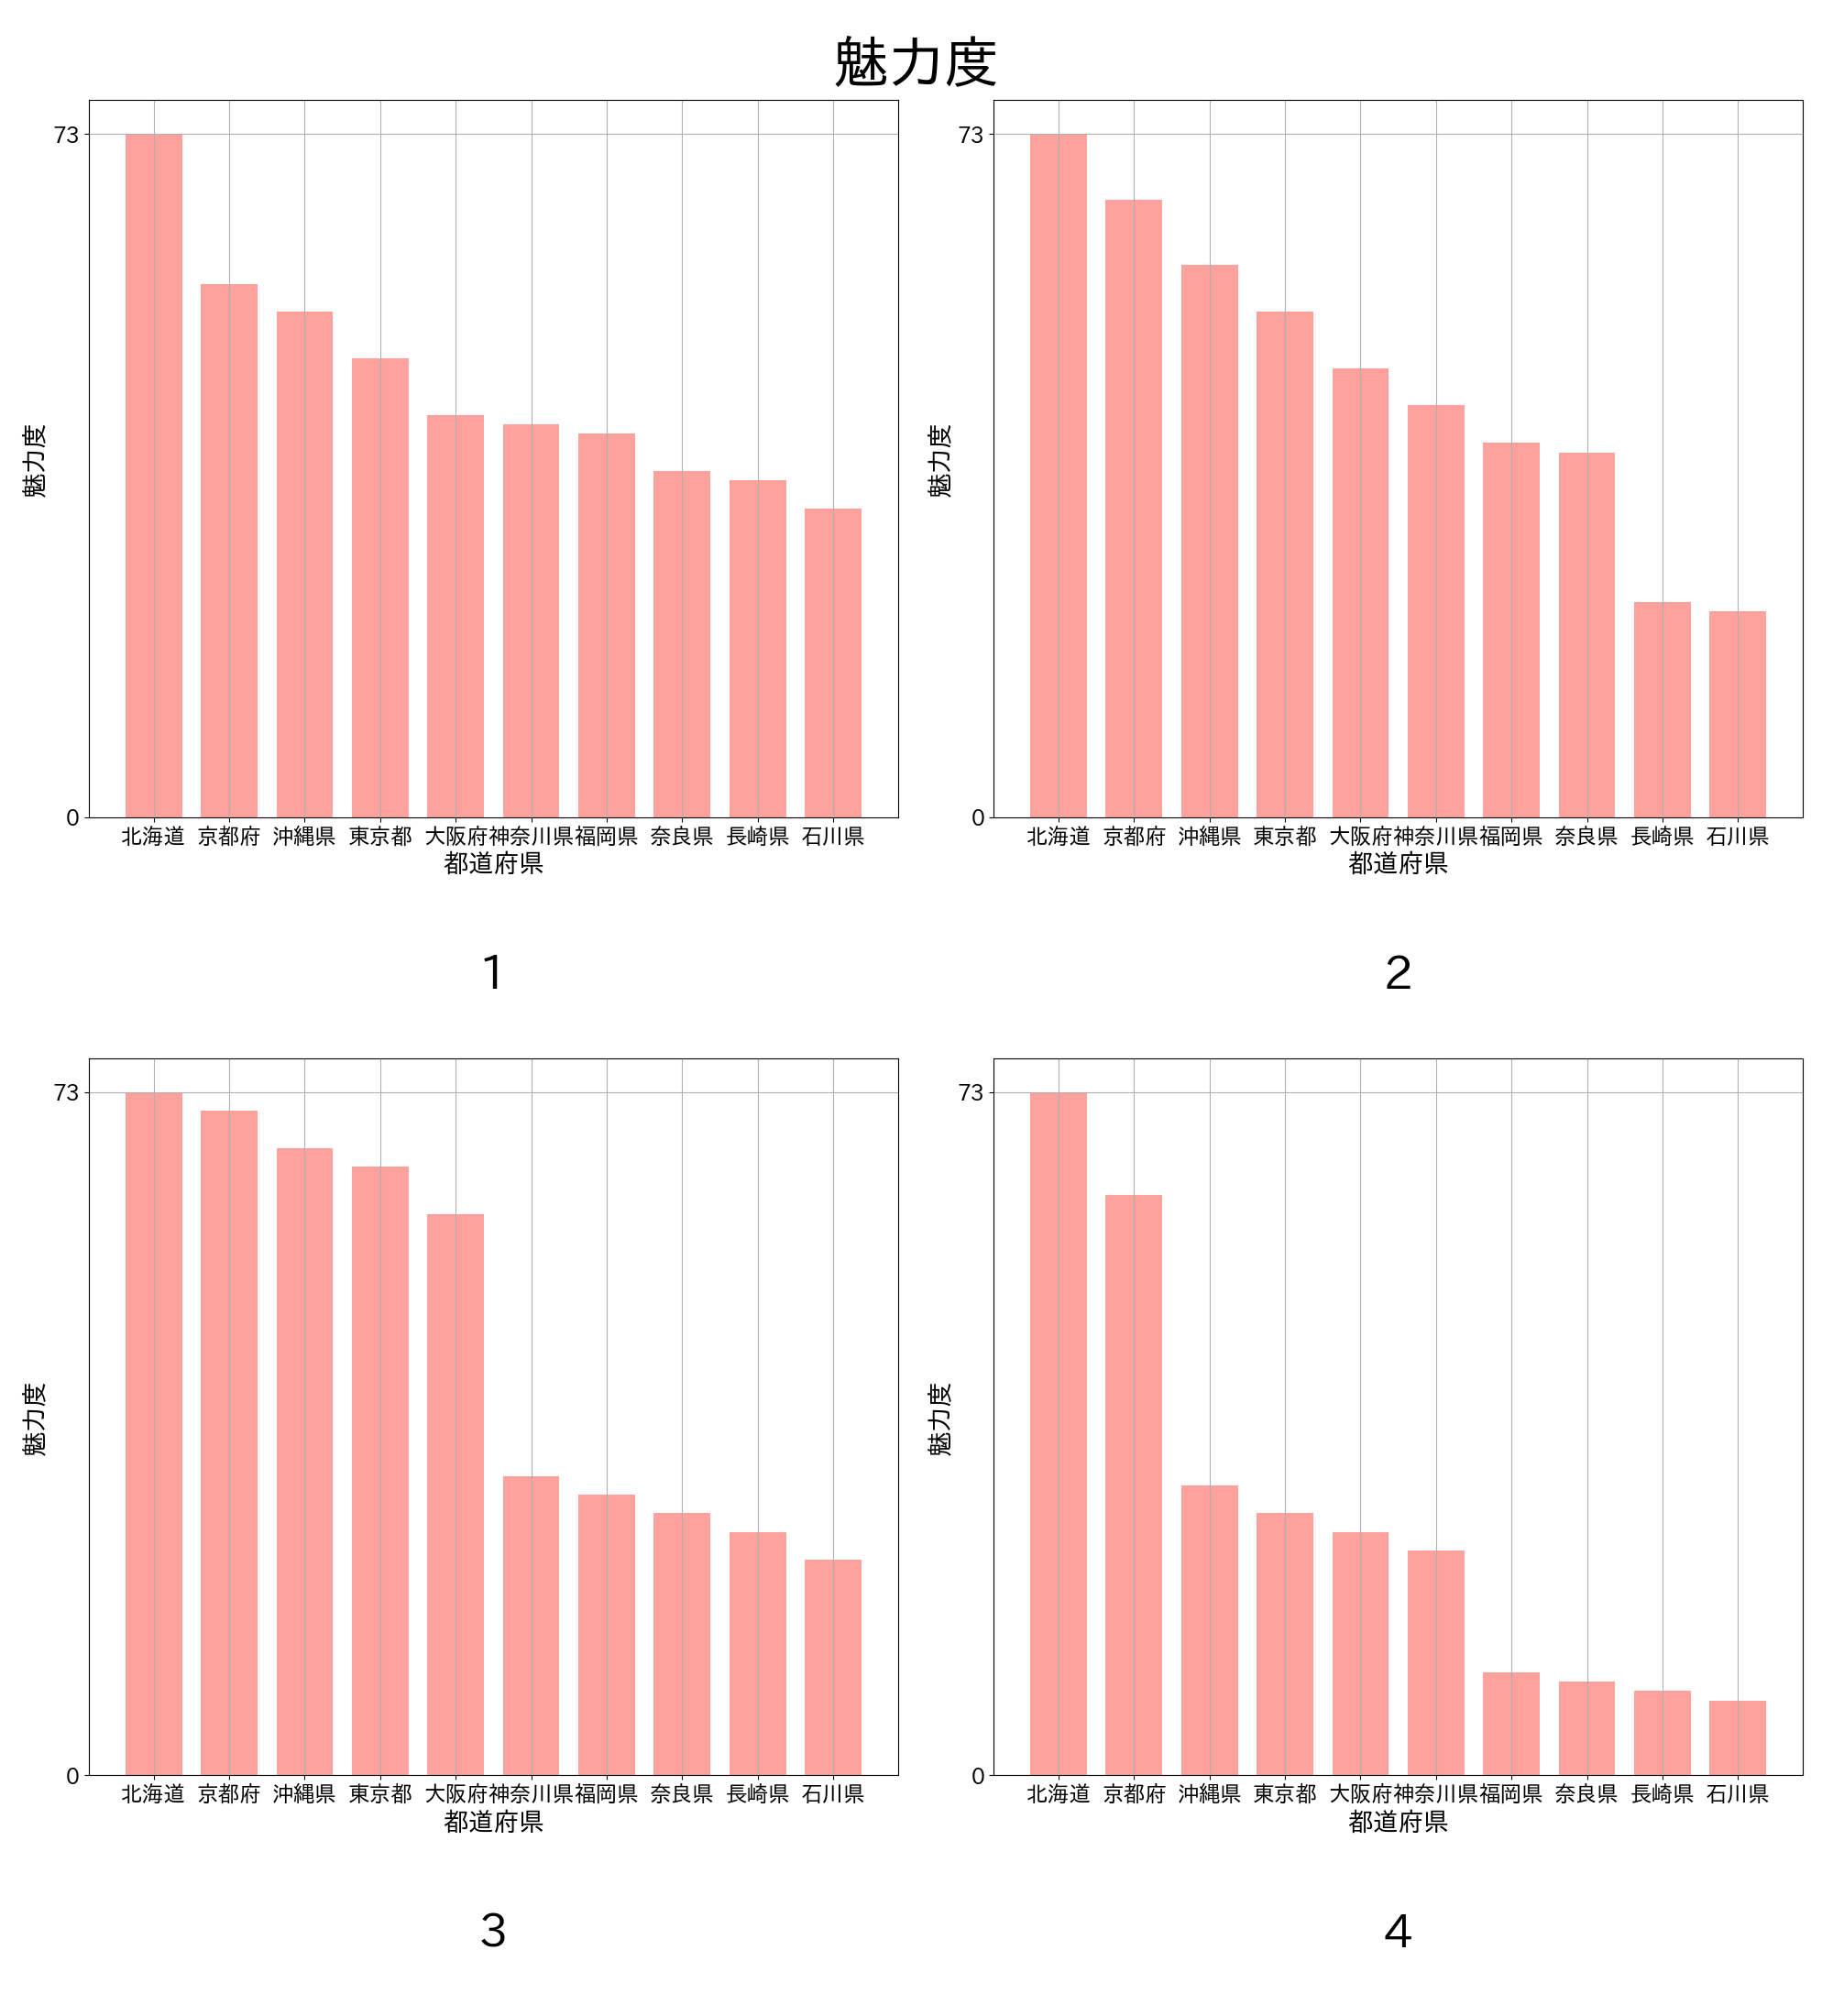 魅力度
魅力度
73
0
北海道 京都府 沖縄県 東京都 大阪府 神奈川県 福岡県 奈良県 長崎県 石川県
都道府県
1
魅力度
73
0
北海道 京都府 沖縄県 東京都 大阪府 神奈川県 福岡県 奈良県 長崎県 石川県
都道府県
2
魅力度
73
0
北海道 京都府 沖縄県 東京都 大阪府 神奈川県 福岡県 奈良県 長崎県 石川県
都道府県
3
魅力度
73
0
北海道 京都府 沖縄県 東京都 大阪府 神奈川県 福岡県 奈良県 長崎県 石川県
都道府県
4